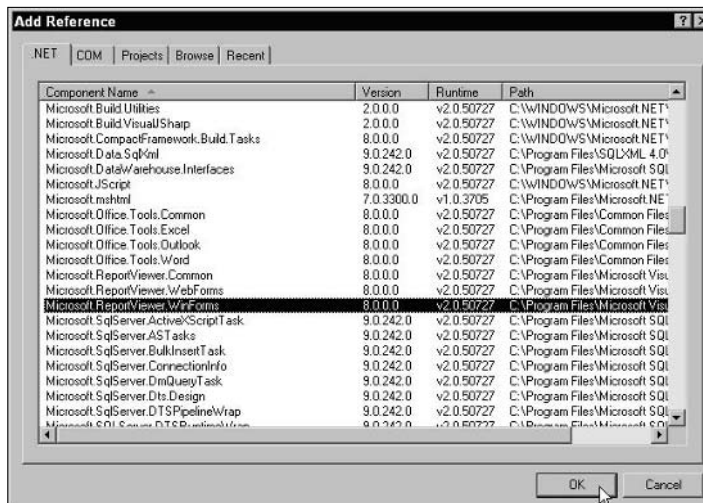 Add Reference
.NET COM Projects Browse Recent
Component Name Version Runtime Path
Microsoft.Build.Utilities 2.0.0.0 v2.0.50727 C:\WINDOWS\Microsoft.NET\
Microsoft.Build.VisualJSharp 2.0.0.0 v2.0.50727 C:\WINDOWS\Microsoft.NET\
Microsoft.CompactFramework.Build.Tasks 8.0.0.0 v2.0.50727 C:\WINDOWS\Microsoft.NET\
Microsoft.Data.SqlXml 9.0.242.0 v2.0.50727 C:\Program Files\SQLXML 4.0\
Microsoft.DataWarehouse.Interfaces 9.0.242.0 v2.0.50727 C:\Program Files\Microsoft SQL
Microsoft.JScript 8.0.0.0 v2.0.50727 C:\WINDOWS\Microsoft.NET\
Microsoft.mshtml 7.0.3300.0 v1.0.3705 C:\Program Files\Microsoft.NE
Microsoft.Office.Tools.Common 8.0.0.0 v2.0.50727 C:\Program Files\Common Files
Microsoft.Office.Tools.Excel 8.0.0.0 v2.0.50727 C:\Program Files\Common Files
Microsoft.Office.Tools.Outlook 8.0.0.0 v2.0.50727 C:\Program Files\Common Files
Microsoft.Office.Tools.Word 8.0.0.0 v2.0.50727 C:\Program Files\Common Files
Microsoft.ReportViewer.Common 8.0.0.0 v2.0.50727 C:\Program Files\Microsoft Visu
Microsoft.ReportViewer.WebForms 8.0.0.0 v2.0.50727 C:\Program Files\Microsoft Visu
Microsoft.ReportViewer.WinForms 8.0.0.0 v2.0.50727 C:\Program Files\Microsoft Visu
Microsoft.SqlServer.ActiveXScriptTask 9.0.242.0 v2.0.50727 C:\Program Files\Microsoft SQL
Microsoft.SqlServer.ASTasks 9.0.242.0 v2.0.50727 C:\Program Files\Microsoft SQL
Microsoft.SqlServer.BulkInsertTask 9.0.242.0 v2.0.50727 C:\Program Files\Microsoft SQL
Microsoft.SqlServer.ConnectionInfo 9.0.242.0 v2.0.50727 C:\Program Files\Microsoft SQL
Microsoft.SqlServer.DmQueryTask 9.0.242.0 v2.0.50727 C:\Program Files\Microsoft SQL
Microsoft.SqlServer.Dts.Design 9.0.242.0 v2.0.50727 C:\Program Files\Microsoft SQL
Microsoft.SqlServer.DTSPipelineWrap 9.0.242.0 v2.0.50727 C:\Program Files\Microsoft SQL
Microsoft.SQLServer.DTSRuntimeWrap 9.0.242.0 v2.0.50727 C:\Program Files\Microsoft SQL
OK Cancel